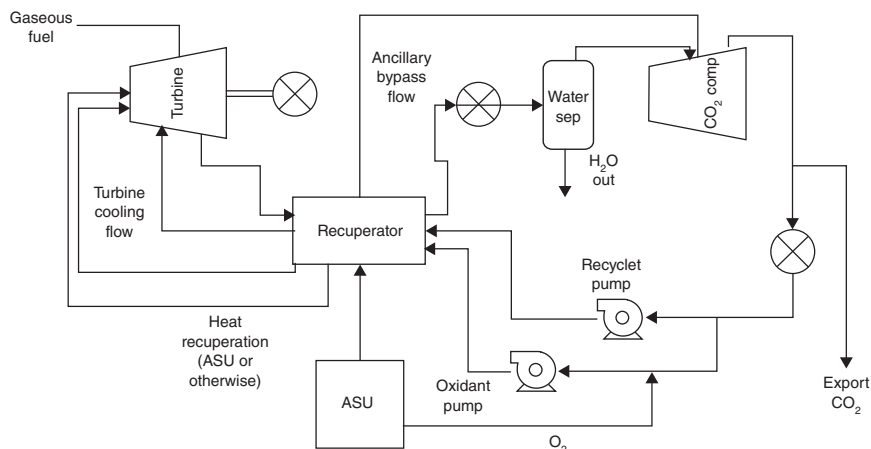 Gaseous
fuel
Turbine
Ancillary
bypass
flow
Water
sep
CO₂ comp
H₂O
out
Turbine
cooling
flow
Recuperator
Recyclet
pump
Heat
recuperation
(ASU or
otherwise)
ASU
Oxidant
pump
O₂
Export
CO₂